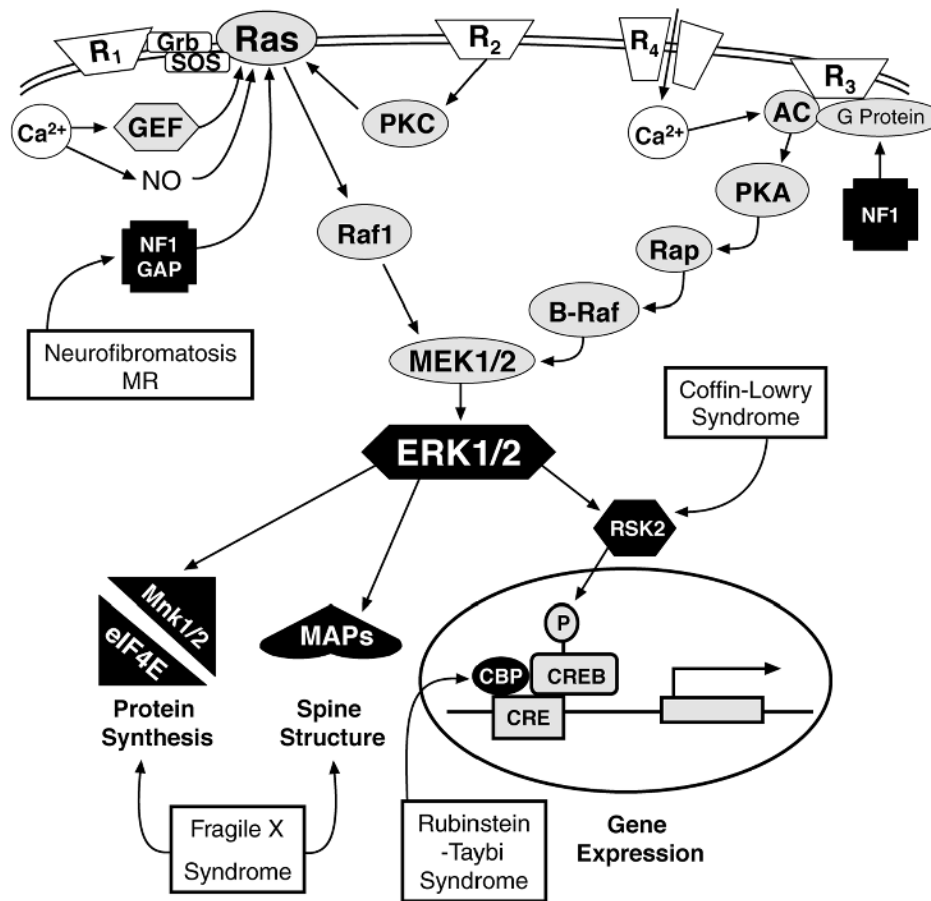 R1
Grb
SOS
Ras
R2
R4
R3
Ca2+
GEF
NO
PKC
Ca2+
AC
G Protein
PKA
NF1
NF1
GAP
Raf1
Rap
B-Raf
Neurofibromatosis
MR
MEK1/2
Coffin-Lowry
Syndrome
ERK1/2
RSK2
Mnk1/2
eIF4E
MAPs
P
CBP
CREB
CRE
Protein
Synthesis
Spine
Structure
Fragile X
Syndrome
Rubinstein
-Taybi
Syndrome
Gene
Expression